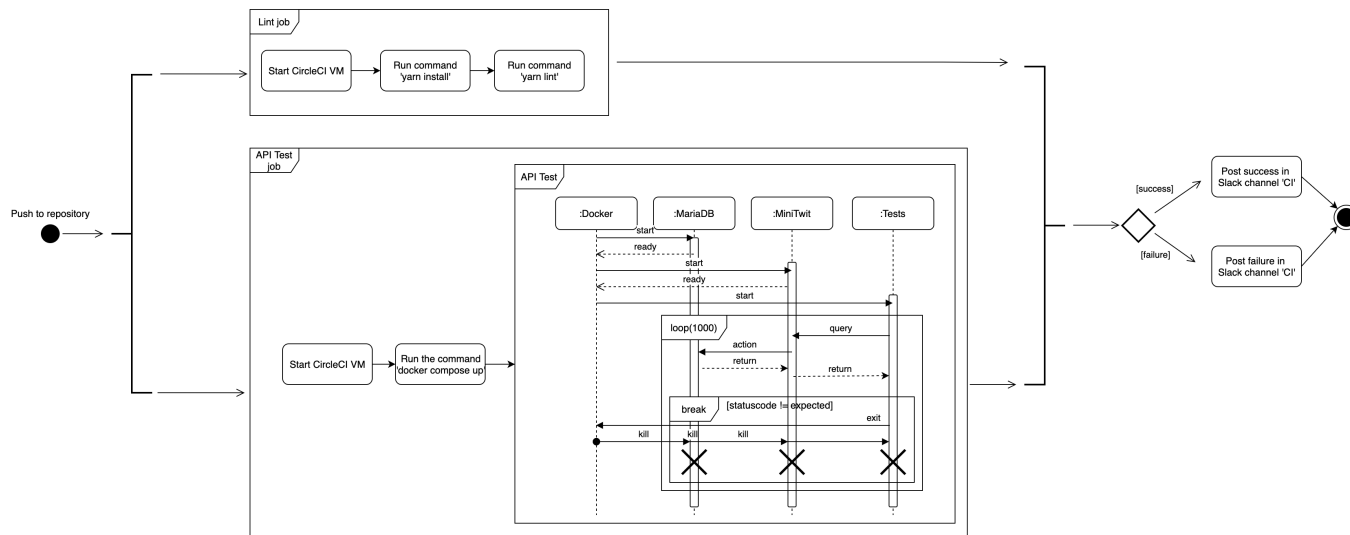 Lint job
Start CircleCI VM
Run command
'yarn install'
Run command
'yarn lint'
Push to repository
API Test
job
API Test
:Docker
:MariaDB
:MiniTwit
:Tests
start
ready
start
ready
start
loop(1000)
query
action
return
return
break
[statuscode != expected]
exit
kill
kill
kill
Start CircleCI VM
Run the command
'docker compose up'
[success]
[failure]
Post success in
Slack channel 'CI'
Post failure in
Slack channel 'CI'